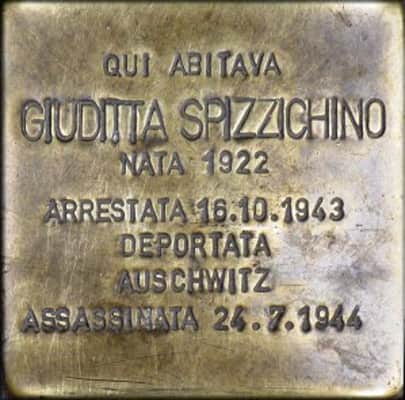 QUI ABITAVA
GIUDITTA SPIZZICHINO
NATA 1922
ARRESTATA 16.10.1943
DEPORTATA
AUSCHWITZ
ASSASSINATA 24.7.1944